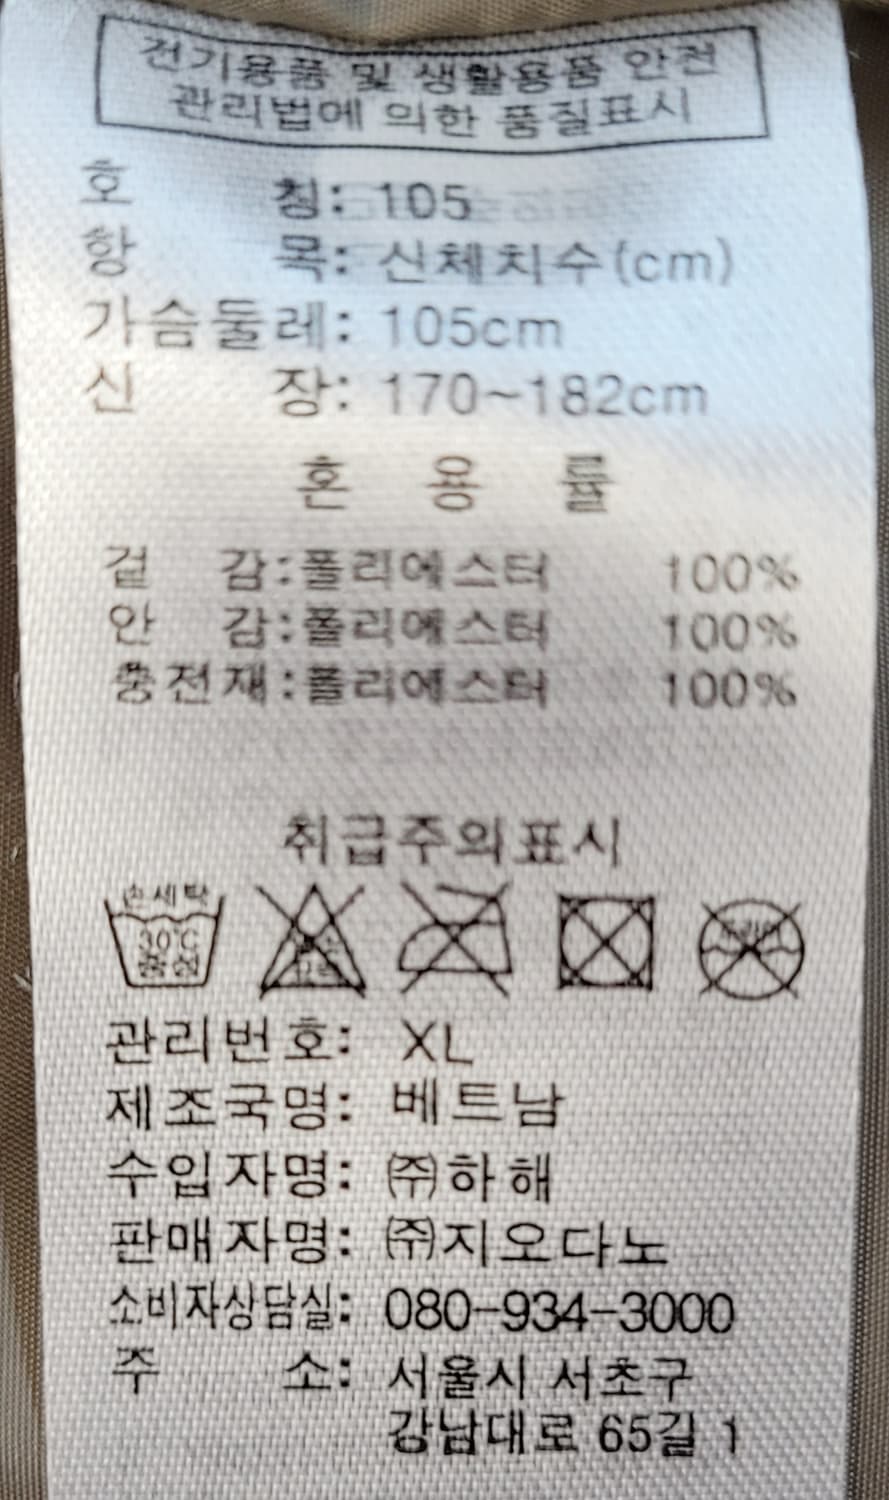 전기용품 및 생활용품 안전
관리법에 의한 품질표시
호 칭: 105
항 목: 신체치수(cm)
가슴둘레: 105cm
신 장: 170~182cm
혼 용 률
겉 감:폴리에스터 100%
안 감:폴리에스터 100%
충전재:폴리에스터 100%
취급주의표시
손세탁
30℃
중성
드라이
관리번호: XL
제조국명: 베트남
수입자명: ㈜하해
판매자명: ㈜지오다노
소비자상담실: 080-934-3000
주 소: 서울시 서초구
강남대로 65길 1